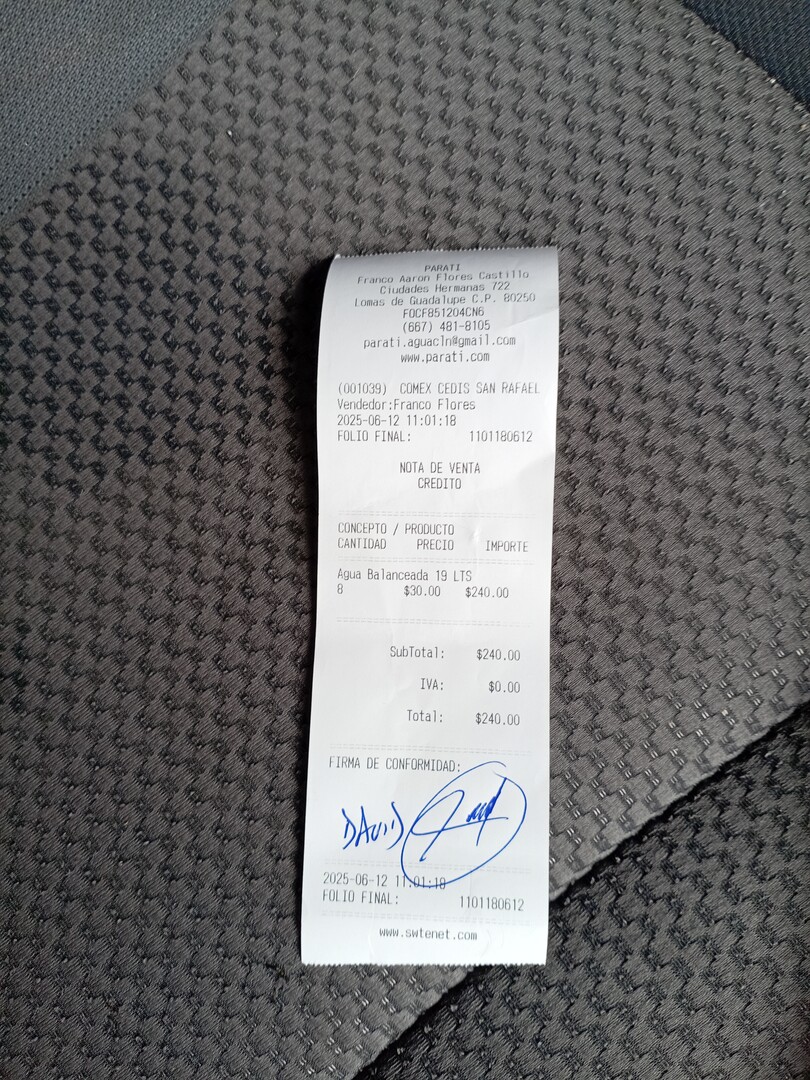 PARATI
Franco Aaron Flores Castillo
Ciudades Hermanas 722
Lomas de Guadalupe C.P. 80250
FOCF851204CN6
(667) 481-8105
parati.aguacln@gmail.com
www.parati.com
(001039) COMEX CEDIS SAN RAFAEL
Vendedor:Franco Flores
2025-06-12 11:01:18
FOLIO FINAL: 1101180612
NOTA DE VENTA
CREDITO
CONCEPTO / PRODUCTO
CANTIDAD PRECIO IMPORTE
Agua Balanceada 19 LTS
8 $30.00 $240.00
SubTotal: $240.00
IVA: $0.00
Total: $240.00
FIRMA DE CONFORMIDAD:
DAVID
2025-06-12 11:01:18
FOLIO FINAL: 1101180612
www.swtenet.com